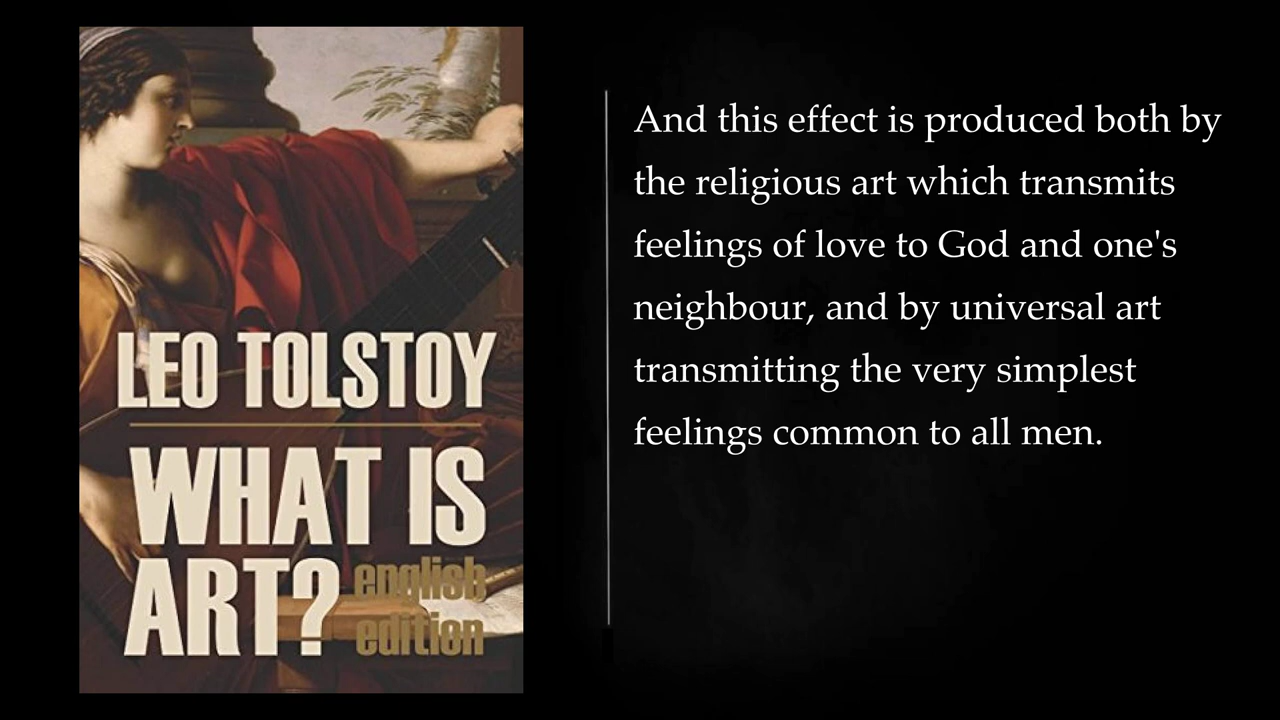 LEO TOLSTOY
WHAT IS
ART?
english
edition
And this effect is produced both by
the religious art which transmits
feelings of love to God and one's
neighbour, and by universal art
transmitting the very simplest
feelings common to all men.